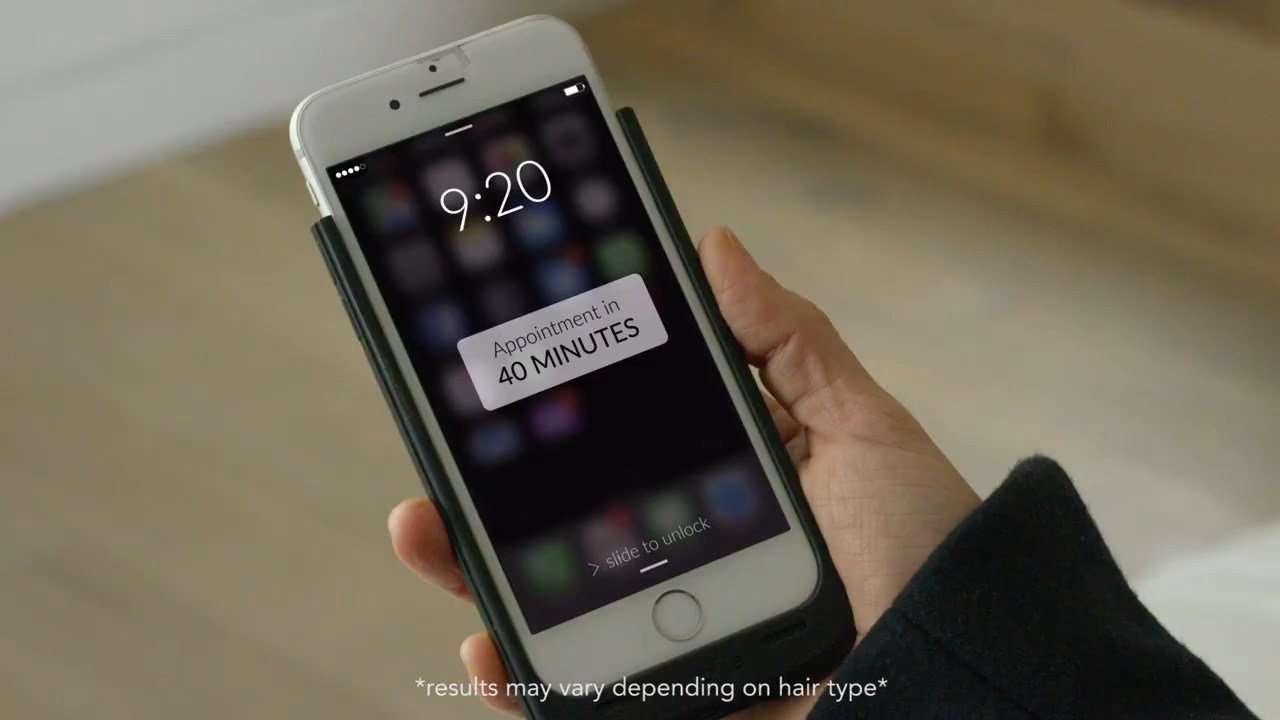 9:20
Appointment in
40 MINUTES
> slide to unlock
*results may vary depending on hair type*